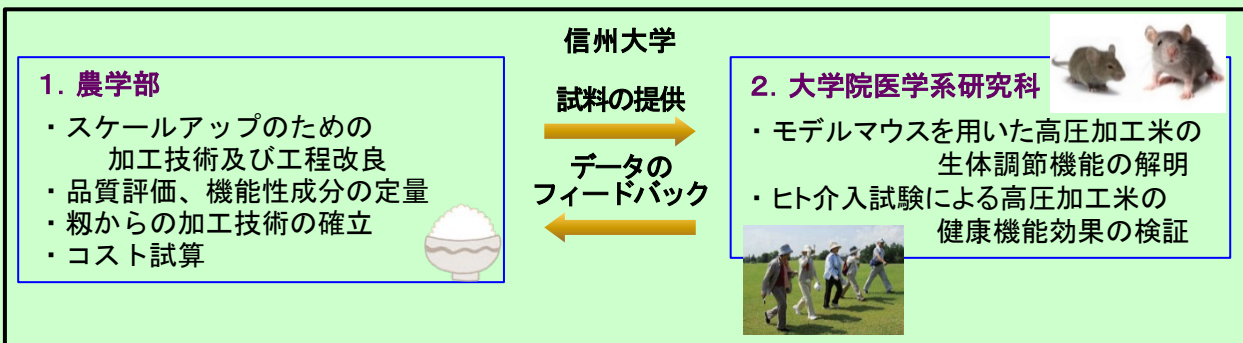 信州大学
1. 農学部
・スケールアップのための
加工技術及び工程改良
・品質評価、機能性成分の定量
・籾からの加工技術の確立
・コスト試算
試料の提供
データの
フィードバック
2. 大学院医学系研究科
・モデルマウスを用いた高圧加工米の
生体調節機能の解明
・ヒト介入試験による高圧加工米の
健康機能効果の検証